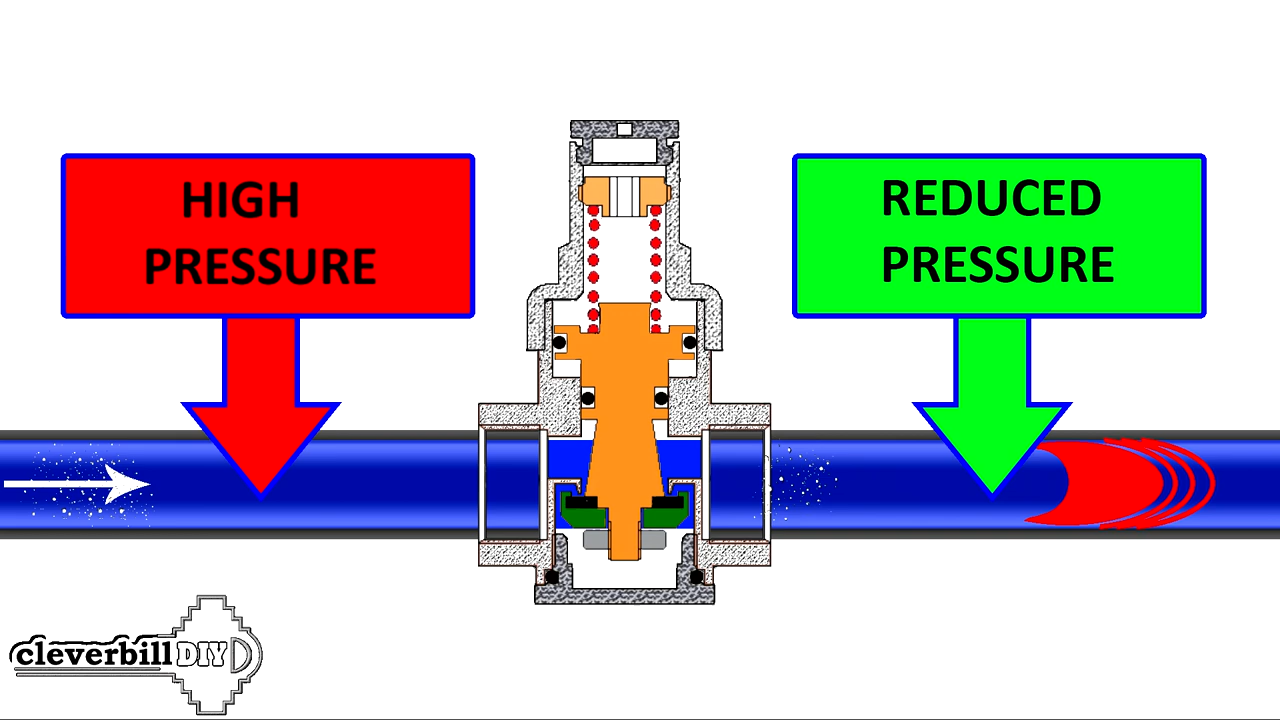 HIGH
PRESSURE
REDUCED
PRESSURE
cleverbill DIY